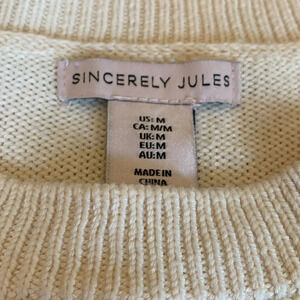 SINCERELY JULES
US: M
CA: M/M
UK: M
EU: M
AU: M
MADE IN
CHINA